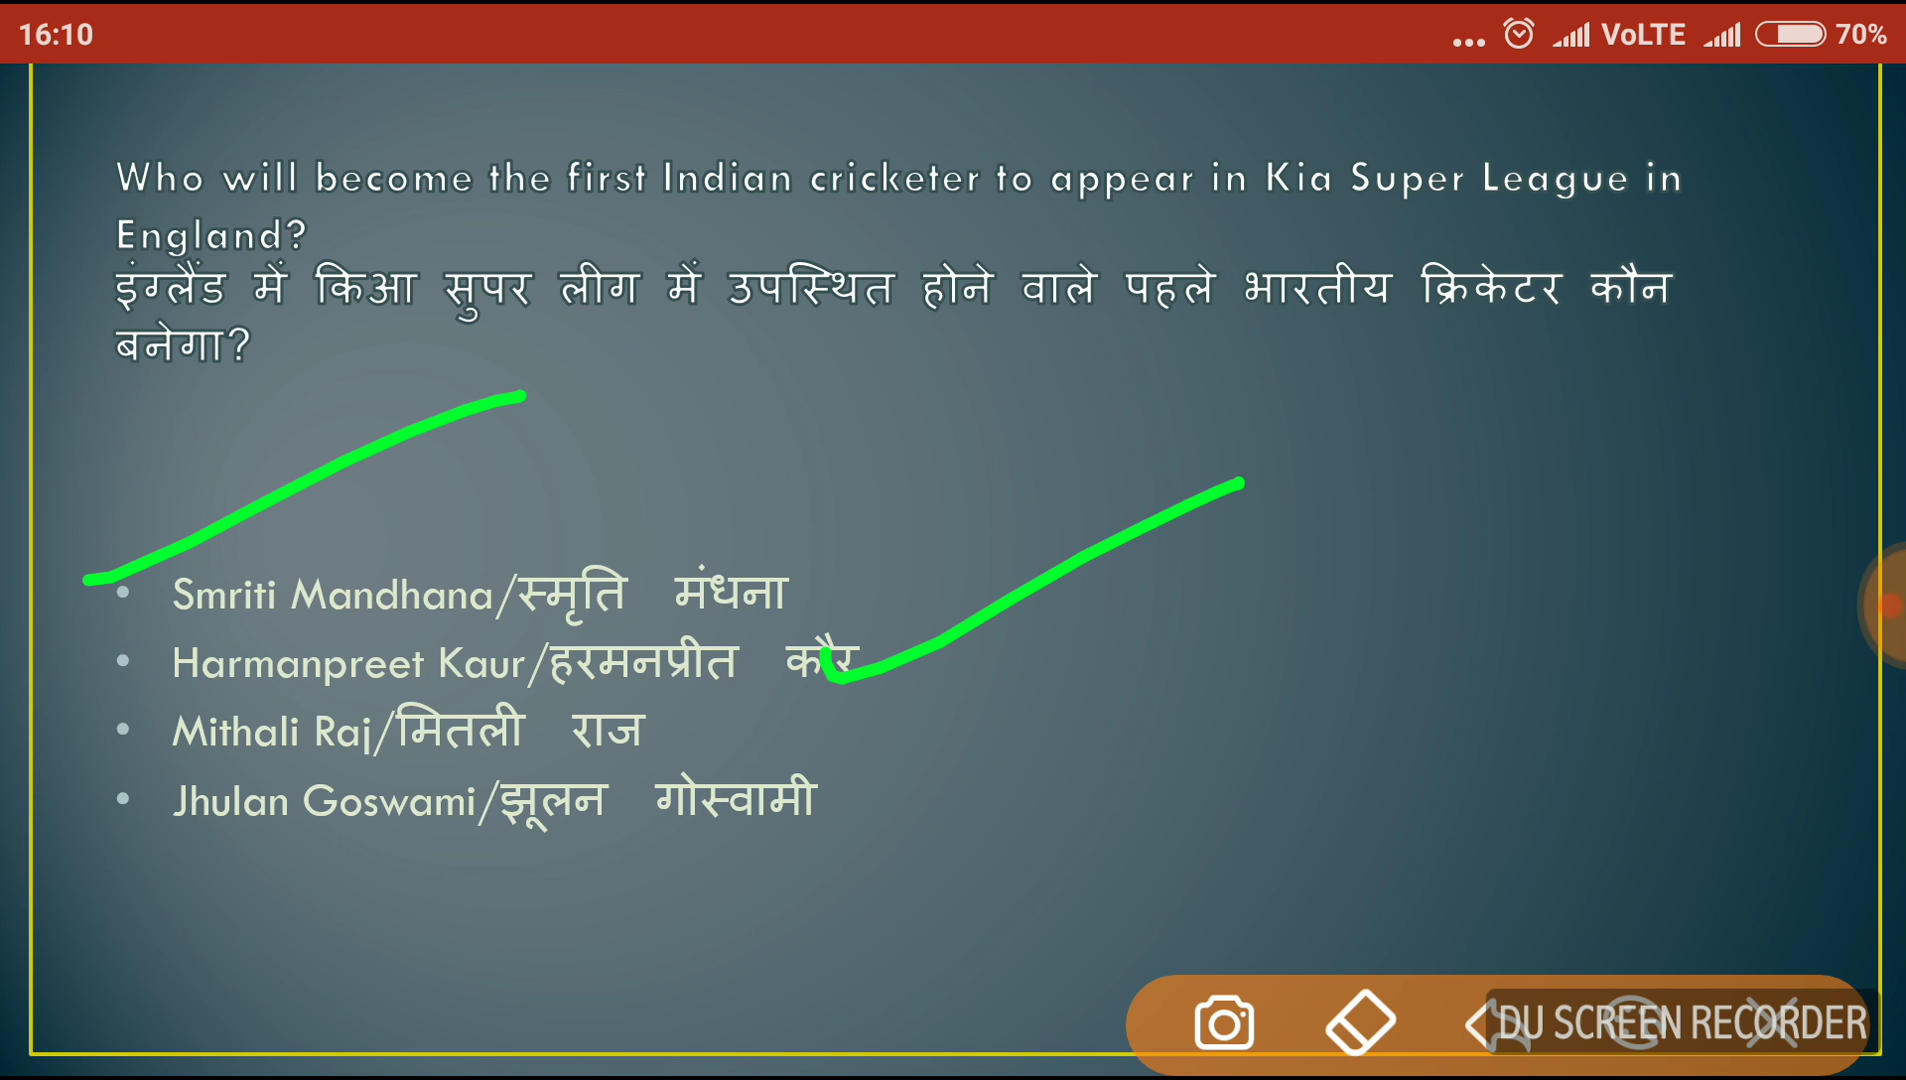 16:10
... VoLTE 70%
Who will become the first Indian cricketer to appear in Kia Super League in
England?
इंग्लैंड में किआ सुपर लीग में उपस्थित होने वाले पहले भारतीय क्रिकेटर कौन
बनेगा?
• Smriti Mandhana/स्मृति मंधना
• Harmanpreet Kaur/हरमनप्रीत कौर
• Mithali Raj/मितली राज
• Jhulan Goswami/झूलन गोस्वामी
DU SCREEN RECORDER